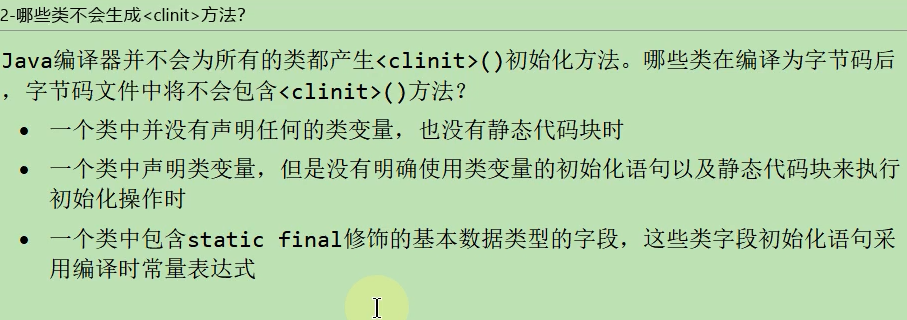 2-哪些类不会生成<clinit>方法?
Java编译器并不会为所有的类都产生<clinit>()初始化方法。哪些类在编译为字节码后
，字节码文件中将不会包含<clinit>()方法？
• 一个类中并没有声明任何的类变量，也没有静态代码块时
• 一个类中声明类变量，但是没有明确使用类变量的初始化语句以及静态代码块来执行
初始化操作时
• 一个类中包含static final修饰的基本数据类型的字段，这些类字段初始化语句采
用编译时常量表达式